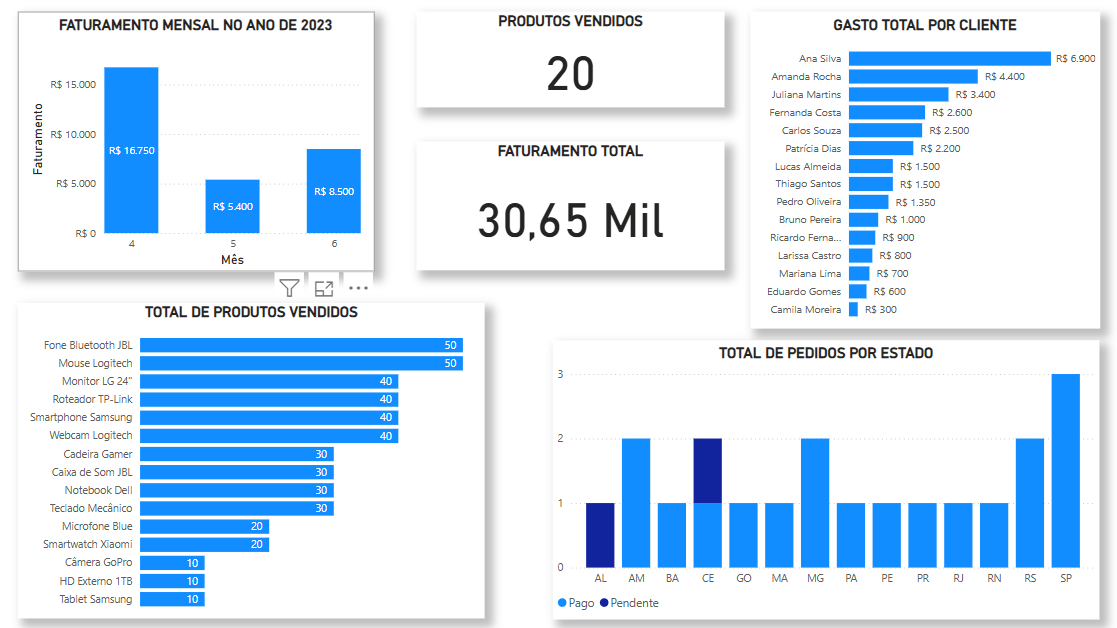 FATURAMENTO MENSAL NO ANO DE 2023
Faturamento
R$ 15.000
R$ 10.000
R$ 5.000
R$ 0
R$ 16.750
R$ 5.400
R$ 8.500
4
5
6
Mês
PRODUTOS VENDIDOS
20
FATURAMENTO TOTAL
30,65 Mil
GASTO TOTAL POR CLIENTE
Ana Silva R$ 6.900
Amanda Rocha R$ 4.400
Juliana Martins R$ 3.400
Fernanda Costa R$ 2.600
Carlos Souza R$ 2.500
Patrícia Dias R$ 2.200
Lucas Almeida R$ 1.500
Thiago Santos R$ 1.500
Pedro Oliveira R$ 1.350
Bruno Pereira R$ 1.000
Ricardo Ferna... R$ 900
Larissa Castro R$ 800
Mariana Lima R$ 700
Eduardo Gomes R$ 600
Camila Moreira R$ 300
TOTAL DE PRODUTOS VENDIDOS
Fone Bluetooth JBL 50
Mouse Logitech 50
Monitor LG 24" 40
Roteador TP-Link 40
Smartphone Samsung 40
Webcam Logitech 40
Cadeira Gamer 30
Caixa de Som JBL 30
Notebook Dell 30
Teclado Mecânico 30
Microfone Blue 20
Smartwatch Xiaomi 20
Câmera GoPro 10
HD Externo 1TB 10
Tablet Samsung 10
TOTAL DE PEDIDOS POR ESTADO
3
2
1
0
AL AM BA CE GO MA MG PA PE PR RJ RN RS SP
Pago Pendente